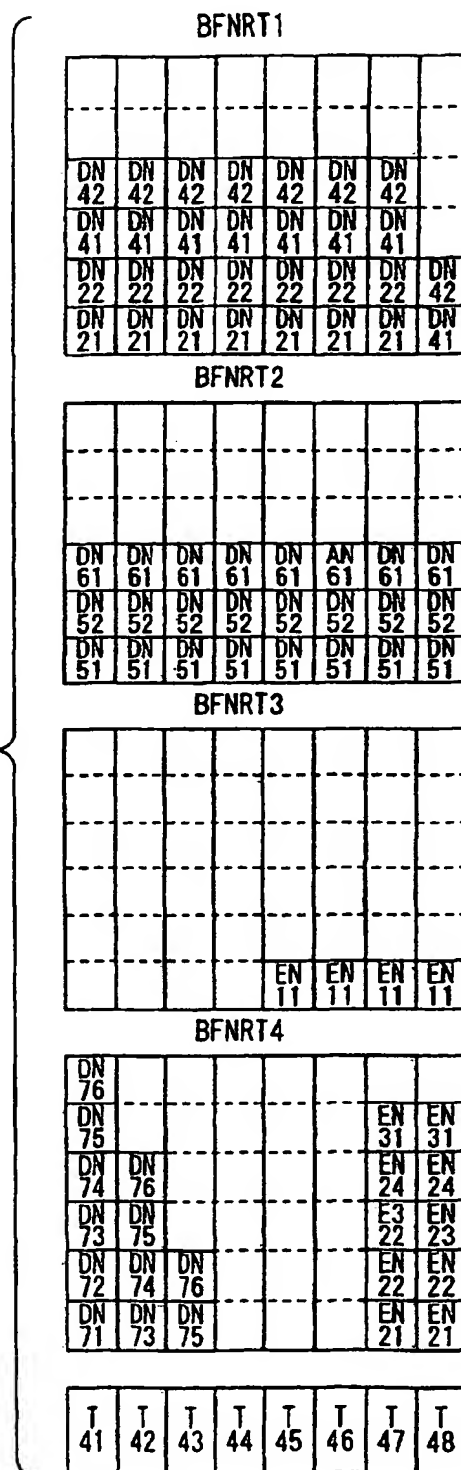 BFNRT1
DN DN DN DN DN DN DN
42 42 42 42 42 42 42
DN DN DN DN DN DN DN
41 41 41 41 41 41 41
DN DN DN DN DN DN DN DN
22 22 22 22 22 22 22 42
DN DN DN DN DN DN DN DN
21 21 21 21 21 21 21 41
BFNRT2
DN DN DN DN DN AN DN DN
61 61 61 61 61 61 61 61
DN DN DN DN DN DN DN DN
52 52 52 52 52 52 52 52
DN DN DN DN DN DN DN DN
51 51 51 51 51 51 51 51
BFNRT3
EN EN EN EN
11 11 11 11
BFNRT4
DN
76
DN EN EN
75 31 31
DN DN EN EN
74 76 24 24
DN DN E3 EN
73 75 22 23
DN DN DN EN EN
72 74 76 22 22
DN DN DN EN EN
71 73 75 21 21
T T T T T T T T
41 42 43 44 45 46 47 48